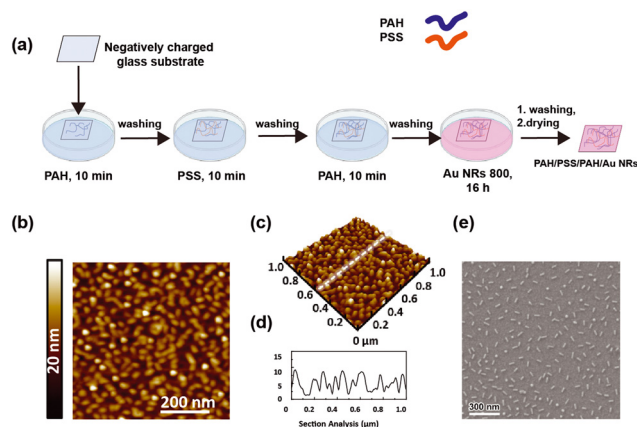 PAH
PSS
(a)
Negatively charged
glass substrate
washing
washing
washing
1. washing,
2.drying
PAH, 10 min
PSS, 10 min
PAH, 10 min
Au NRs 800,
16 h
PAH/PSS/PAH/Au NRs
(b)
20 nm
200 nm
(c)
1.0
0.8
0.6
0.4
0.2
0 μm
0.2
0.4
0.6
0.8
1.0
(d)
15
10
5
0
0 0.2 0.4 0.6 0.8 1.0
Section Analysis (μm)
(e)
300 nm